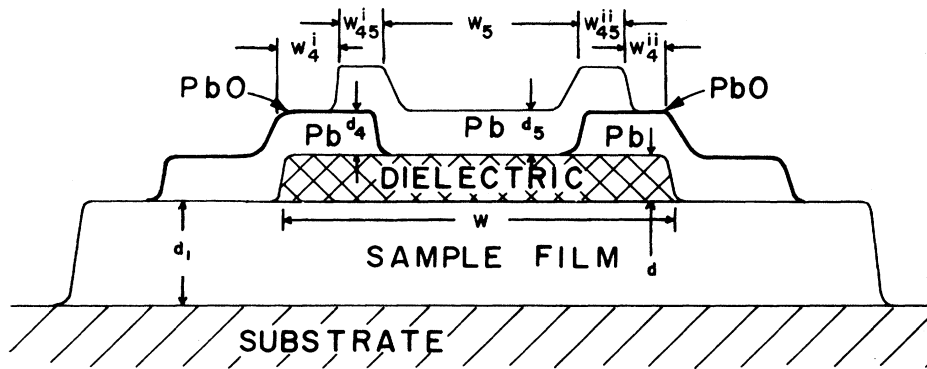 w₄ⁱ w₄₅ⁱ w₅ w₄₅ⁱⁱ w₄ⁱⁱ
PbO PbO
Pb d₄ Pb d₅ Pb
DIELECTRIC
w
d₁ SAMPLE FILM d
SUBSTRATE